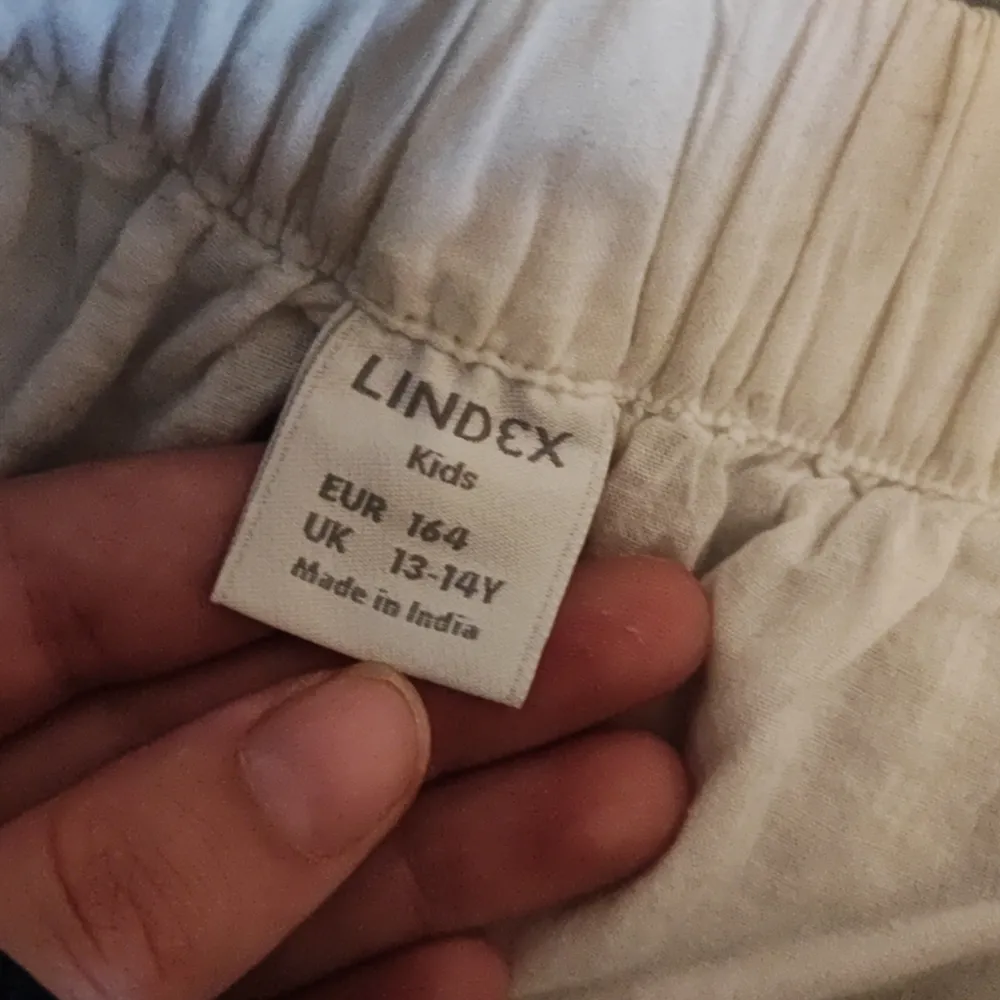 LINDEX
Kids
EUR 164
UK 13-14Y
Made in India